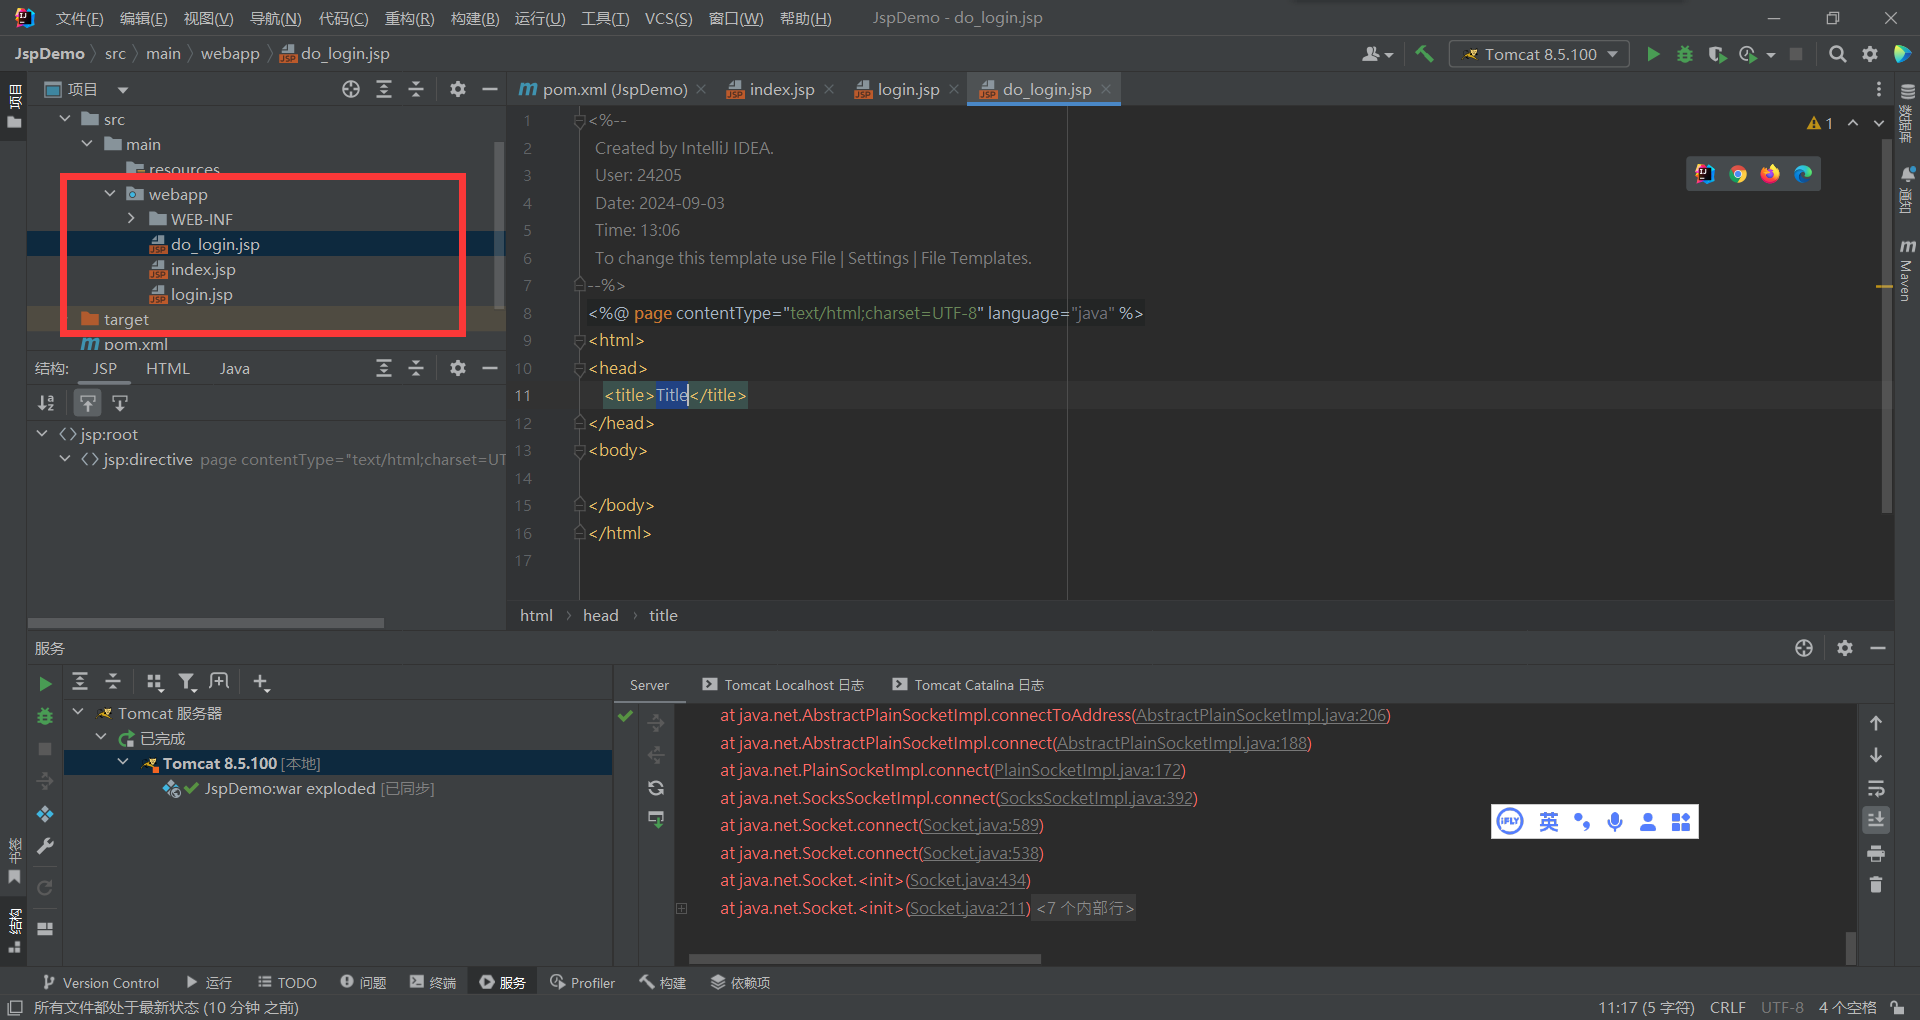 文件(F) 编辑(E) 视图(V) 导航(N) 代码(C) 重构(R) 构建(B) 运行(U) 工具(T) VCS(S) 窗口(W) 帮助(H) JspDemo - do_login.jsp
JspDemo src main webapp do_login.jsp
Tomcat 8.5.100
项目
项目
pom.xml (JspDemo) index.jsp login.jsp do_login.jsp
src
main
resources
webapp
WEB-INF
do_login.jsp
index.jsp
login.jsp
target
pom.xml
结构: JSP HTML Java
jsp:root
jsp:directive page contentType="text/html;charset=UT
1 <%--
2 Created by IntelliJ IDEA.
3 User: 24205
4 Date: 2024-09-03
5 Time: 13:06
6 To change this template use File | Settings | File Templates.
7 --%>
8 <%@ page contentType="text/html;charset=UTF-8" language="java" %>
9 <html>
10 <head>
11 <title>Title</title>
12 </head>
13 <body>
14
15 </body>
16 </html>
17
1
数据库
通知
Maven
html head title
服务
Tomcat 服务器
已完成
Tomcat 8.5.100 [本地]
JspDemo:war exploded [已同步]
Server Tomcat Localhost 日志 Tomcat Catalina 日志
at java.net.AbstractPlainSocketImpl.connectToAddress(AbstractPlainSocketImpl.java:206)
at java.net.AbstractPlainSocketImpl.connect(AbstractPlainSocketImpl.java:188)
at java.net.PlainSocketImpl.connect(PlainSocketImpl.java:172)
at java.net.SocksSocketImpl.connect(SocksSocketImpl.java:392)
at java.net.Socket.connect(Socket.java:589)
at java.net.Socket.connect(Socket.java:538)
at java.net.Socket.<init>(Socket.java:434)
at java.net.Socket.<init>(Socket.java:211) <7 个内部行>
iFLY 英
书签
结构
Version Control 运行 TODO 问题 终端 服务 Profiler 构建 依赖项
所有文件都处于最新状态 (10 分钟 之前)
11:17 (5 字符) CRLF UTF-8 4 个空格